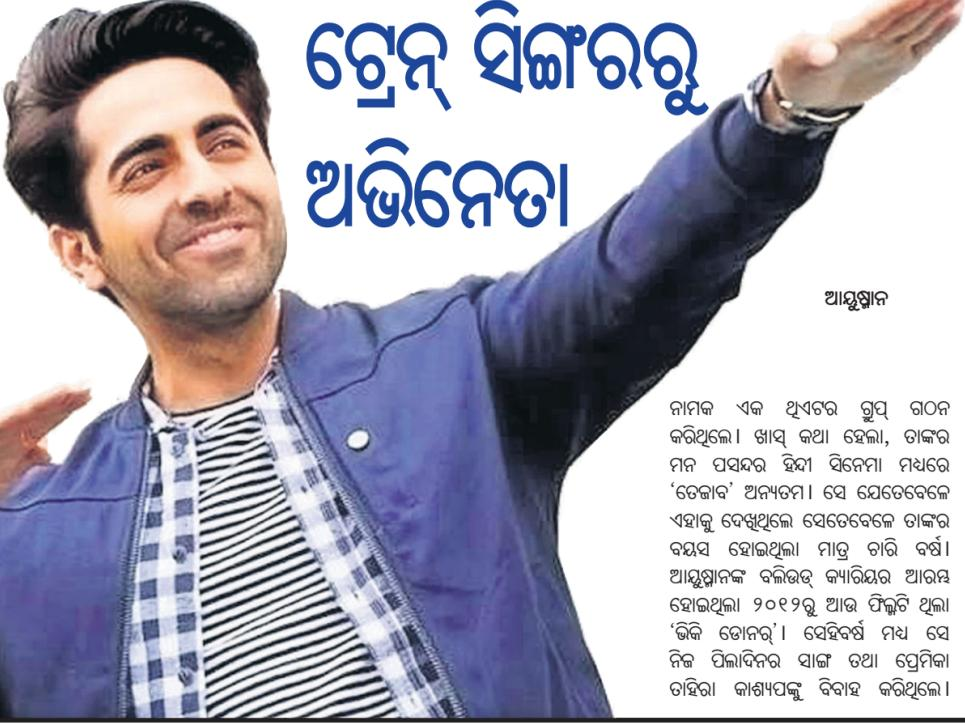 ଟ୍ରେନ୍ ସିଙ୍ଗରରୁ
ଅଭିନେତା
ଆୟୁଷ୍ମାନ
ନାମକ ଏକ ଥିଏଟର ଗ୍ରୁପ୍ ଗଠନ
କରିଥିଲେ। ଖାସ୍ କଥା ହେଲା, ତାଙ୍କର
ମନ ପସନ୍ଦର ହିନ୍ଦୀ ସିନେମା ମଧ୍ୟରେ
‘ତେଜାବ’ ଅନ୍ୟତମ। ସେ ଯେତେବେଳେ
ଏହାକୁ ଦେଖିଥିଲେ ସେତେବେଳେ ତାଙ୍କର
ବୟସ ହୋଇଥିଲା ମାତ୍ର ଚାରି ବର୍ଷ।
ଆୟୁଷ୍ମାନଙ୍କ ବଲିଉଡ୍ କ୍ୟାରିୟର ଆରମ୍ଭ
ହୋଇଥିଲା ୨୦୧୨ରୁ ଆଉ ଫିଲ୍ମଟି ଥିଲା
‘ଭିକି ଡୋନର୍’। ସେହିବର୍ଷ ମଧ୍ୟ ସେ
ନିଜ ପିଲାଦିନର ସାଙ୍ଗ ତଥା ପ୍ରେମିକା
ତାହିରା କାଶ୍ୟପଙ୍କୁ ବିବାହ କରିଥିଲେ।